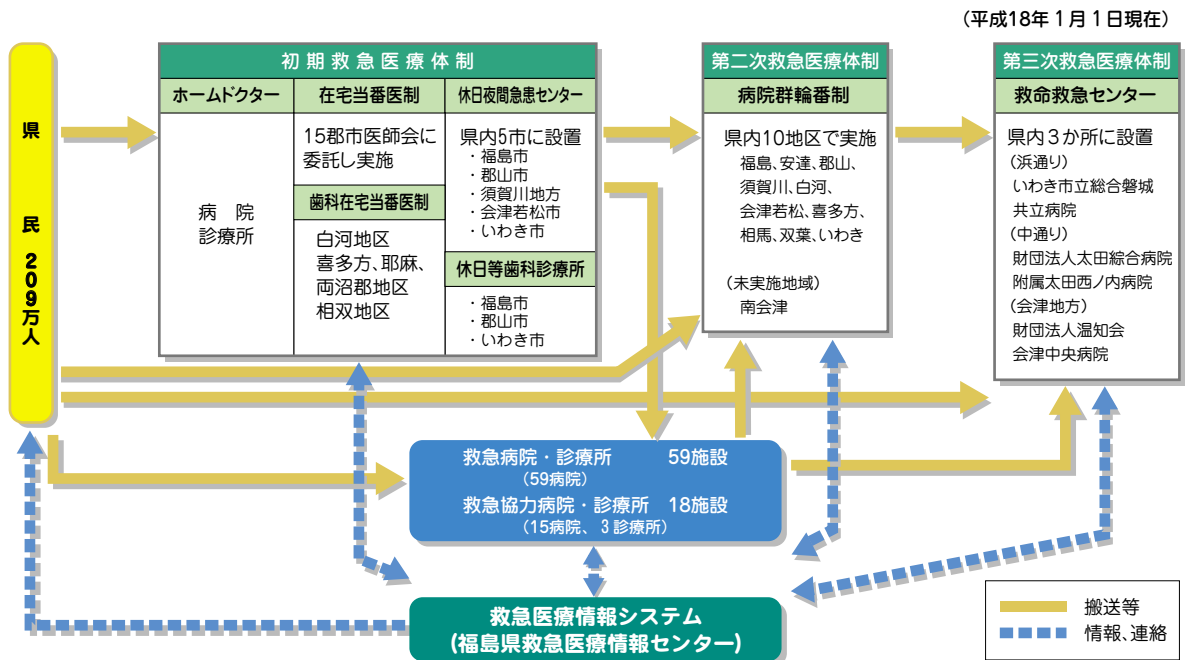 (平成18年1月1日現在)
県民209万人
初期救急医療体制
ホームドクター
病　院
診療所
在宅当番医制
15郡市医師会に
委託し実施
歯科在宅当番医制
白河地区
喜多方、耶麻、
両沼郡地区
相双地区
休日夜間急患センター
県内5市に設置
・福島市
・郡山市
・須賀川地方
・会津若松市
・いわき市
休日等歯科診療所
・福島市
・郡山市
・いわき市
第二次救急医療体制
病院群輪番制
県内10地区で実施
福島、安達、郡山、
須賀川、白河、
会津若松、喜多方、
相馬、双葉、いわき
(未実施地域)
南会津
第三次救急医療体制
救命救急センター
県内3か所に設置
(浜通り)
いわき市立総合磐城
共立病院
(中通り)
財団法人太田綜合病院
附属太田西ノ内病院
(会津地方)
財団法人温知会
会津中央病院
救急病院・診療所　59施設
(59病院)
救急協力病院・診療所　18施設
(15病院、3診療所)
救急医療情報システム
(福島県救急医療情報センター)
搬送等
情報、連絡